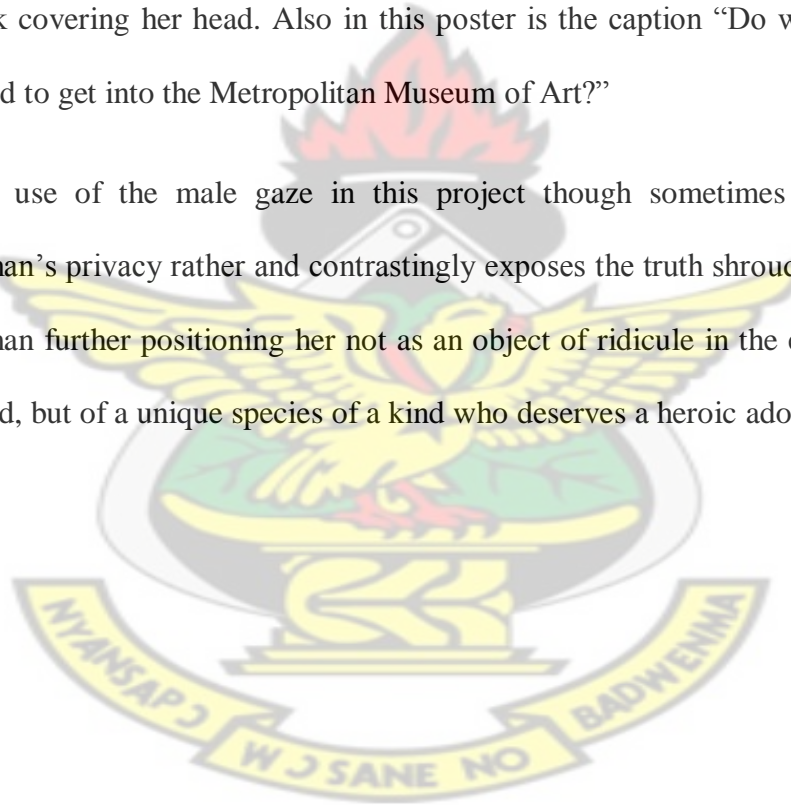 k covering her head. Also in this poster is the caption “Do w
d to get into the Metropolitan Museum of Art?”
use of the male gaze in this project though sometimes
nan’s privacy rather and contrastingly exposes the truth shroud
nan further positioning her not as an object of ridicule in the
d, but of a unique species of a kind who deserves a heroic ado
NYANSAPƆ WƆSANE NO BADWENMA